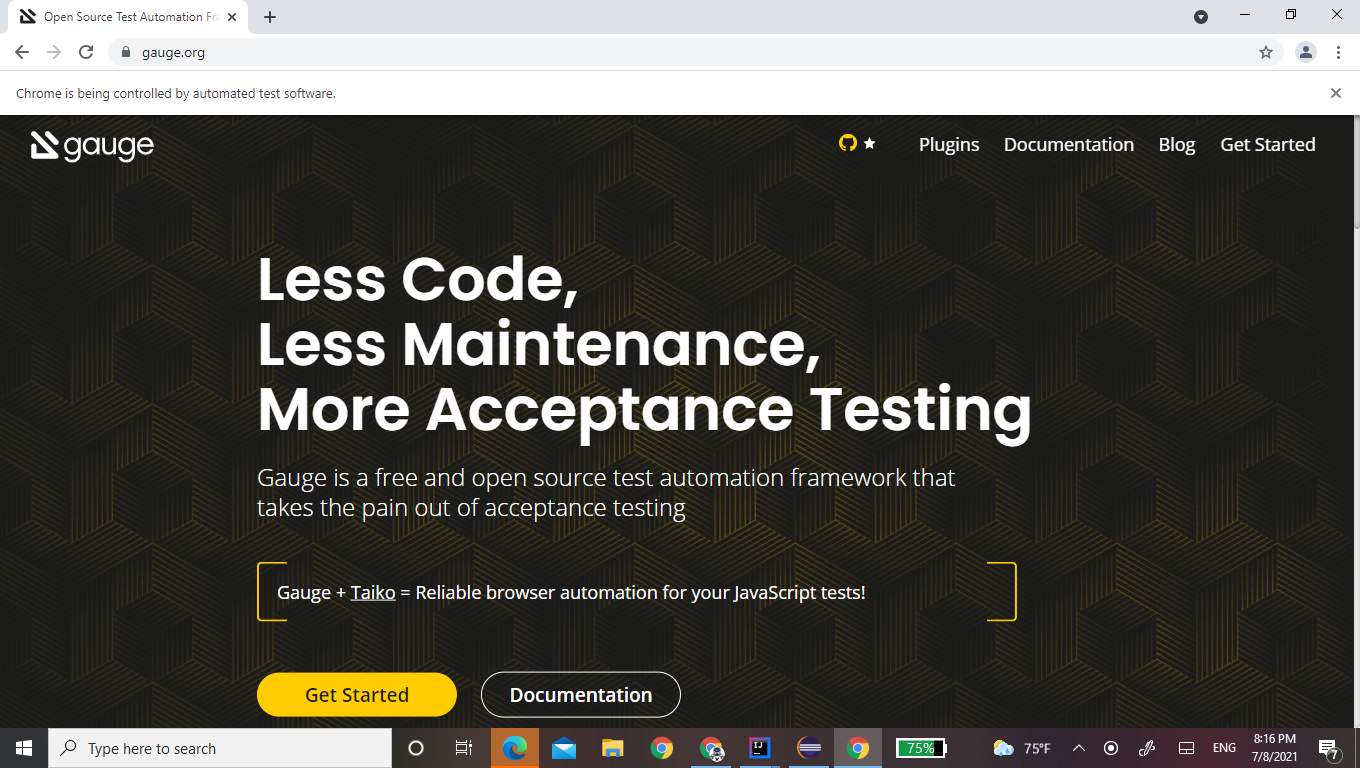 Open Source Test Automation Fr
gauge.org
Chrome is being controlled by automated test software.
gauge
Plugins
Documentation
Blog
Get Started
Less Code,
Less Maintenance,
More Acceptance Testing
Gauge is a free and open source test automation framework that
takes the pain out of acceptance testing
Gauge + Taiko = Reliable browser automation for your JavaScript tests!
Get Started
Documentation
Type here to search
IJ
75%
75°F
ENG
8:16 PM
7/8/2021
7